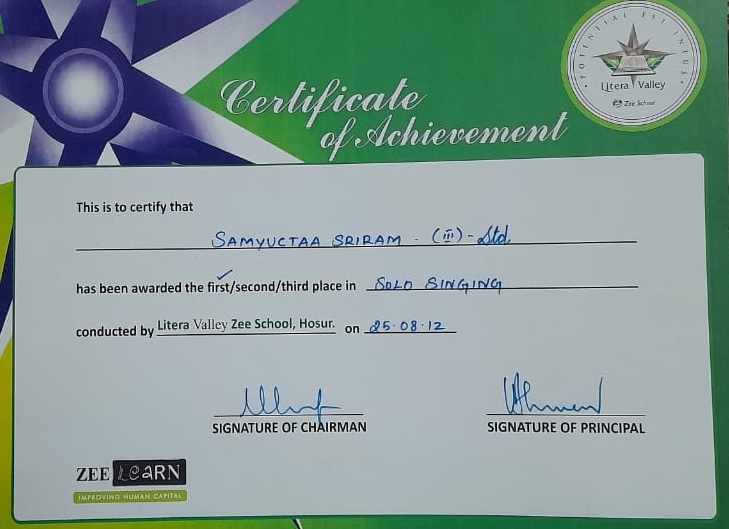 POTENTIAL EST INTUS
Litera Valley
Zee School
Certificate
of Achievement
This is to certify that
SAMYUCTAA SRIRAM - (III) - Std
has been awarded the first/second/third place in SOLO SINGING
conducted by Litera Valley Zee School, Hosur. on 25.08.12
SIGNATURE OF CHAIRMAN SIGNATURE OF PRINCIPAL
ZEE LeaRN
IMPROVING HUMAN CAPITAL